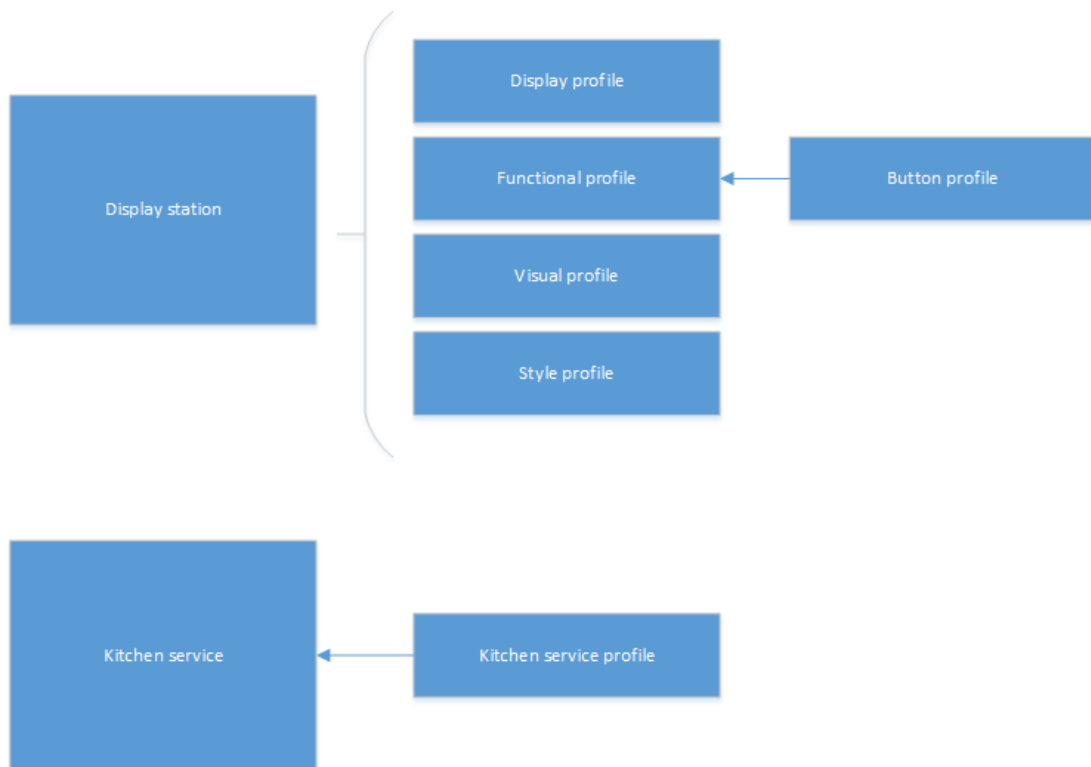 Display station
Display profile
Functional profile
Button profile
Visual profile
Style profile
Kitchen service
Kitchen service profile